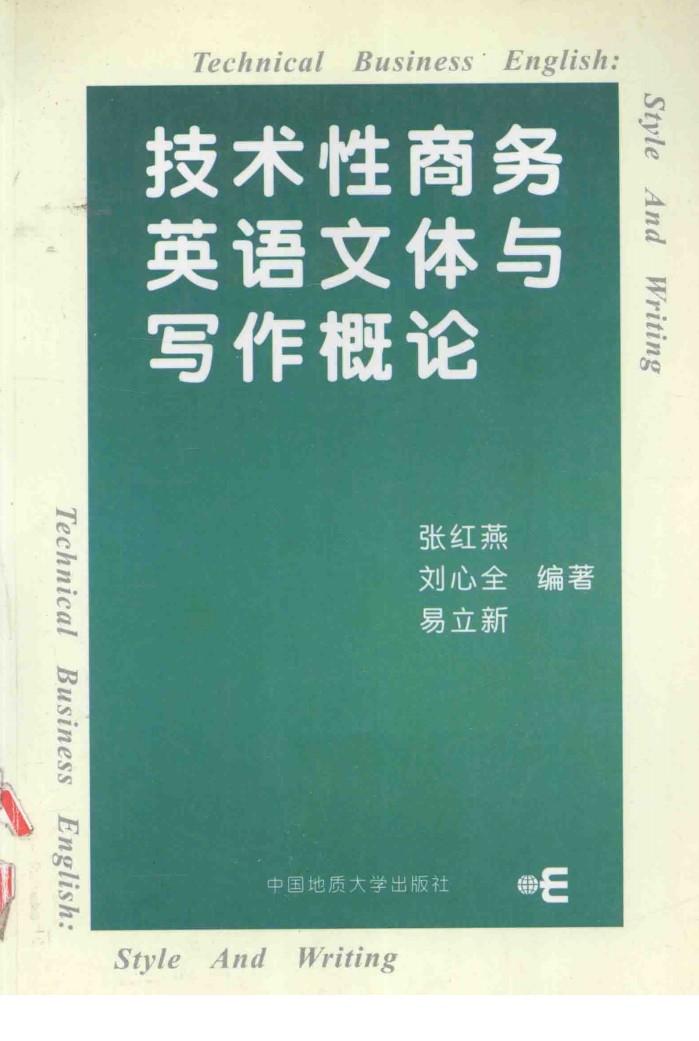 Technical Business English:
Style And Writing
技术性商务
英语文体与
写作概论
张红燕
刘心全 编著
易立新
中国地质大学出版社
Technical Business English:
Style And Writing